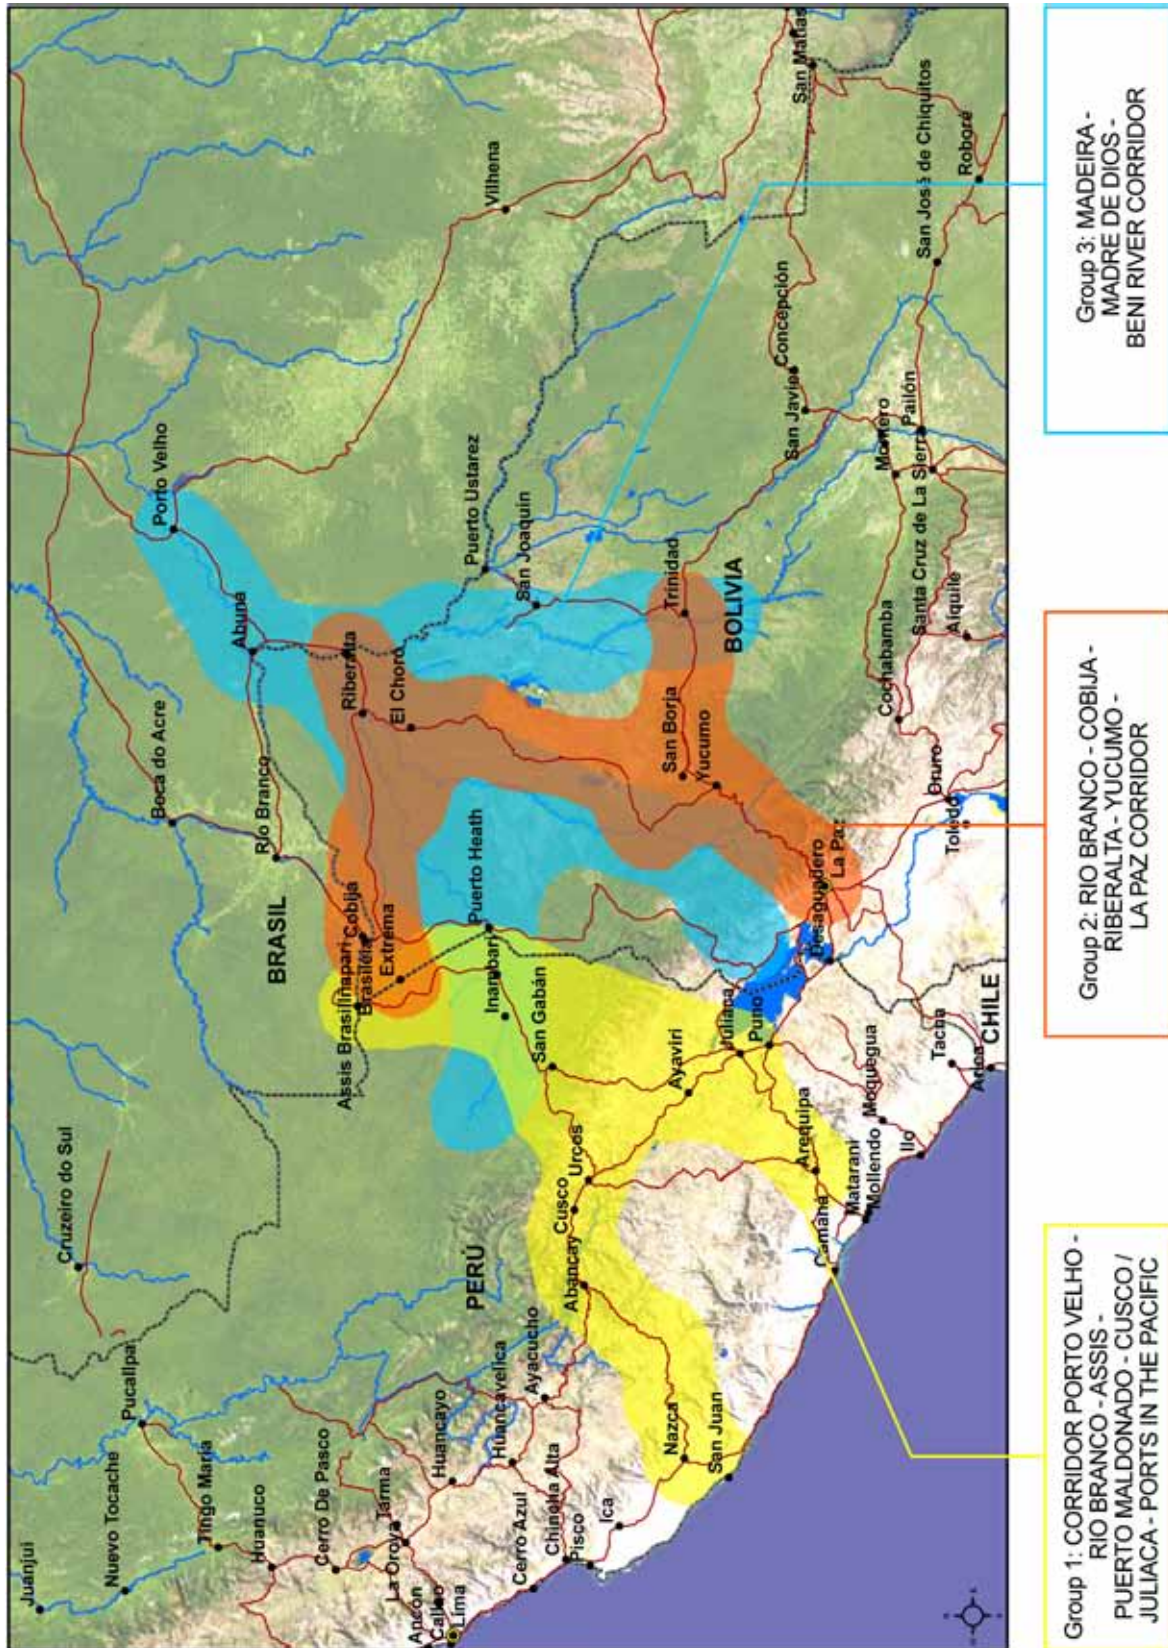 Juanjui
Nuevo Tocache
Tingo María
Huanuco
Cerro De Pasco
La Oroya
Tarma
Ancón
Callao
Lima
Pucallpa
Cruzeiro do Sul
Huancayo
Huancavelica
Ayacucho
Chincha Alta
Cerro Azul
Pisco
Ica
Nazca
San Juan
PERÚ
Abancay
Cusco
Urcos
Camaná
Matarani
Mollendo
Arequipa
Ilo
Moquegua
Tacna
Arica
CHILE
Ayaviri
Juliaca
Puno
San Gabán
Inambari
Assis Brasil
Inapari
Brasileia
Cobija
Extrema
Puerto Heath
BRASIL
Rio Branco
Boca do Acre
Abuna
Porto Velho
Vilhena
Riberalta
El Choro
Puerto Ustarez
San Joaquin
Trinidad
BOLIVIA
San Borja
Yucumo
Desaguadero
La Paz
Toledo
Oruro
Cochabamba
Aiquile
Santa Cruz de La Sierra
Montero
Pailón
San Javier
Concepción
San Matias
San José de Chiquitos
Roboré
Group 1: CORRIDOR PORTO VELHO -
RIO BRANCO - ASSIS -
PUERTO MALDONADO - CUSCO /
JULIACA - PORTS IN THE PACIFIC
Group 2: RIO BRANCO - COBIJA -
RIBERALTA - YUCUMO -
LA PAZ CORRIDOR
Group 3: MADEIRA -
MADRE DE DIOS -
BENI RIVER CORRIDOR